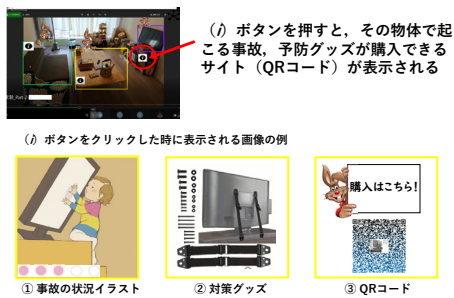 （i）ボタンを押すと，その物体で起
こる事故，予防グッズが購入できる
サイト（QRコード）が表示される
（i）ボタンをクリックした時に表示される画像の例
購入はこちら!
① 事故の状況イラスト
② 対策グッズ
③ QRコード